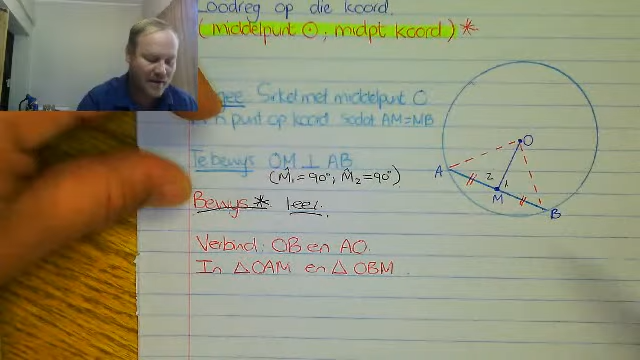 Loodreg op die koord.
(middelpunt ⊙; midpt koord) *
Sirkel met middelpunt O
punt op koord sodat AM=MB
Te bewys OM ⊥ AB
(M̂₁=90°; M̂₂=90°)
Bewys * leer.
Verbind: OB en AO.
In △OAM en △OBM.
O
A
2
1
M
B